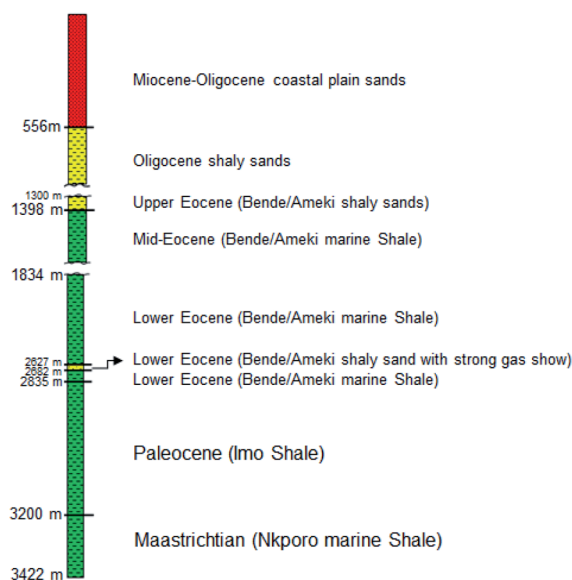 Miocene-Oligocene coastal plain sands
556m
Oligocene shaly sands
1300 m
Upper Eocene (Bende/Ameki shaly sands)
1398 m
Mid-Eocene (Bende/Ameki marine Shale)
1834 m
Lower Eocene (Bende/Ameki marine Shale)
2627 m
Lower Eocene (Bende/Ameki shaly sand with strong gas show)
2682 m
Lower Eocene (Bende/Ameki marine Shale)
2835 m
Paleocene (Imo Shale)
3200 m
Maastrichtian (Nkporo marine Shale)
3422 m